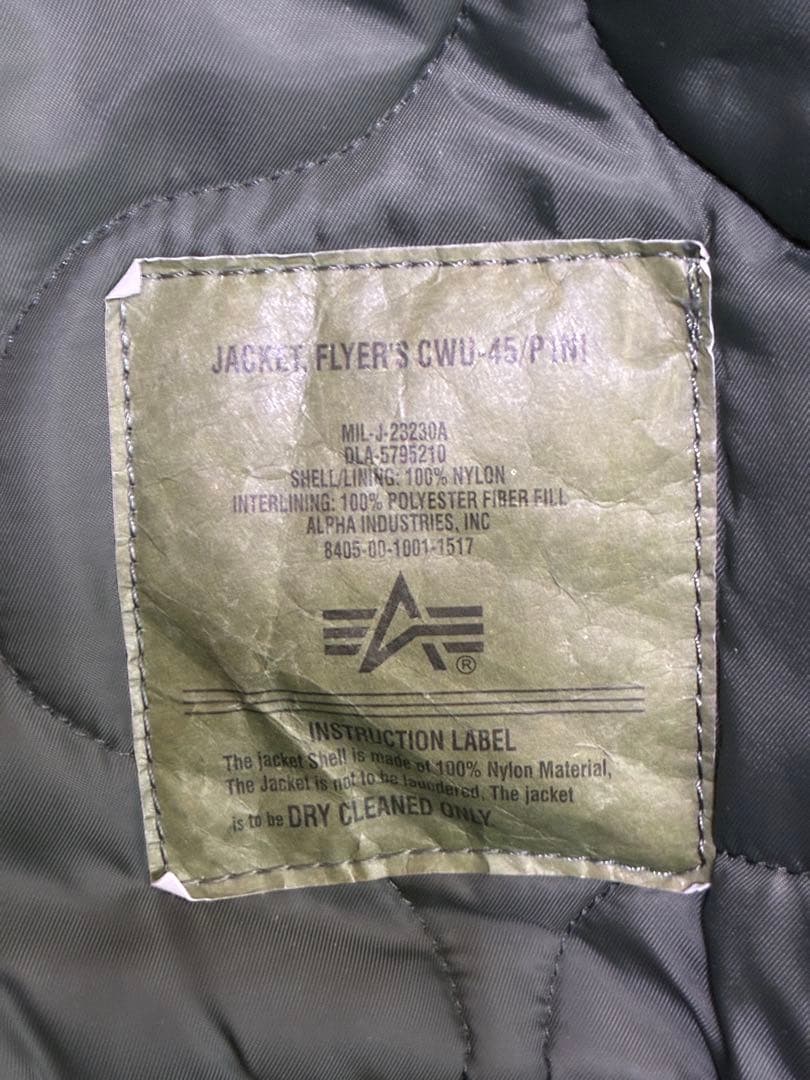 JACKET, FLYER'S CWU-45/P1N!
MIL-J-23230A
DLA-5795210
SHELL/LINING: 100% NYLON
INTERLINING: 100% POLYESTER FIBER FILL
ALPHA INDUSTRIES, INC
8405-00-1001-1517
®
INSTRUCTION LABEL
The jacket Shell is made of 100% Nylon Material,
The Jacket is not to be laundered. The jacket
is to be DRY CLEANED ONLY.